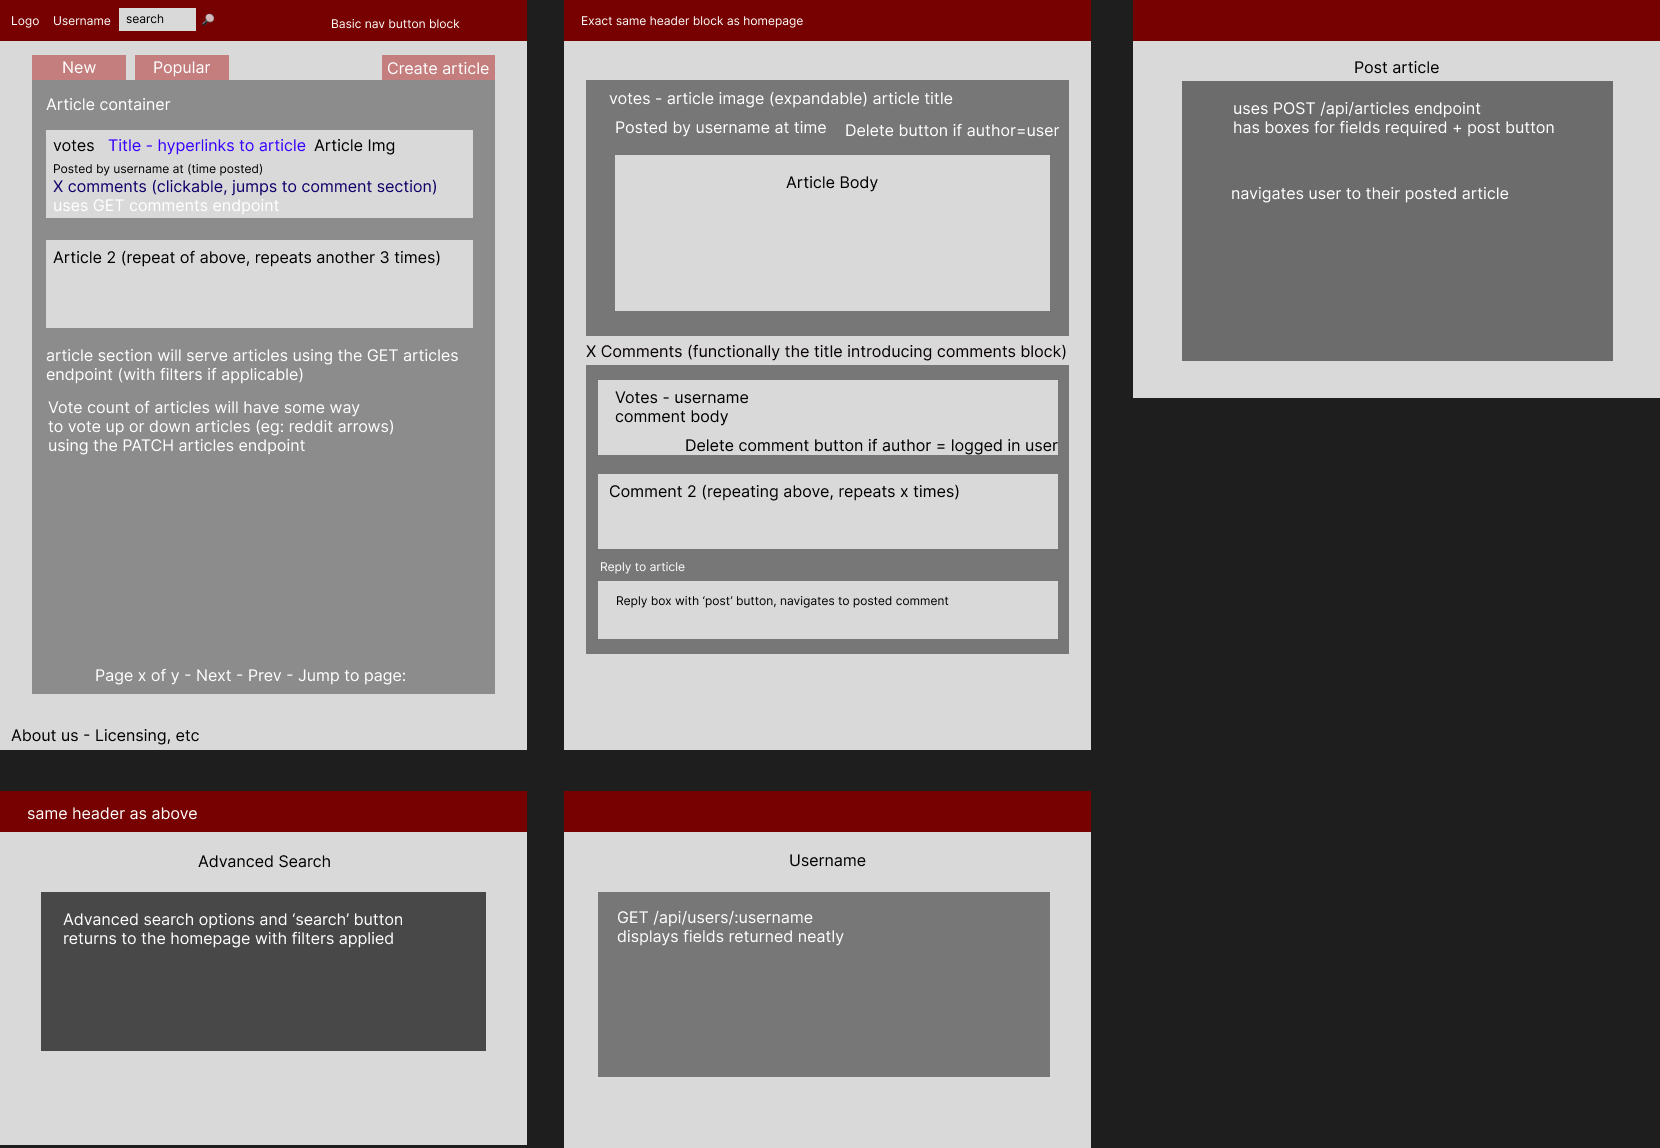 Logo
Username
search
Basic nav button block
New
Popular
Create article
Article container
votes
Title - hyperlinks to article
Article Img
Posted by username at (time posted)
X comments (clickable, jumps to comment section)
uses GET comments endpoint
Article 2 (repeat of above, repeats another 3 times)
article section will serve articles using the GET articles
endpoint (with filters if applicable)
Vote count of articles will have some way
to vote up or down articles (eg: reddit arrows)
using the PATCH articles endpoint
Page x of y - Next - Prev - Jump to page:
About us - Licensing, etc
Exact same header block as homepage
votes - article image (expandable) article title
Posted by username at time
Delete button if author=user
Article Body
X Comments (functionally the title introducing comments block)
Votes - username
comment body
Delete comment button if author = logged in user
Comment 2 (repeating above, repeats x times)
Reply to article
Reply box with ‘post’ button, navigates to posted comment
Post article
uses POST /api/articles endpoint
has boxes for fields required + post button
navigates user to their posted article
same header as above
Advanced Search
Advanced search options and ‘search’ button
returns to the homepage with filters applied
Username
GET /api/users/:username
displays fields returned neatly